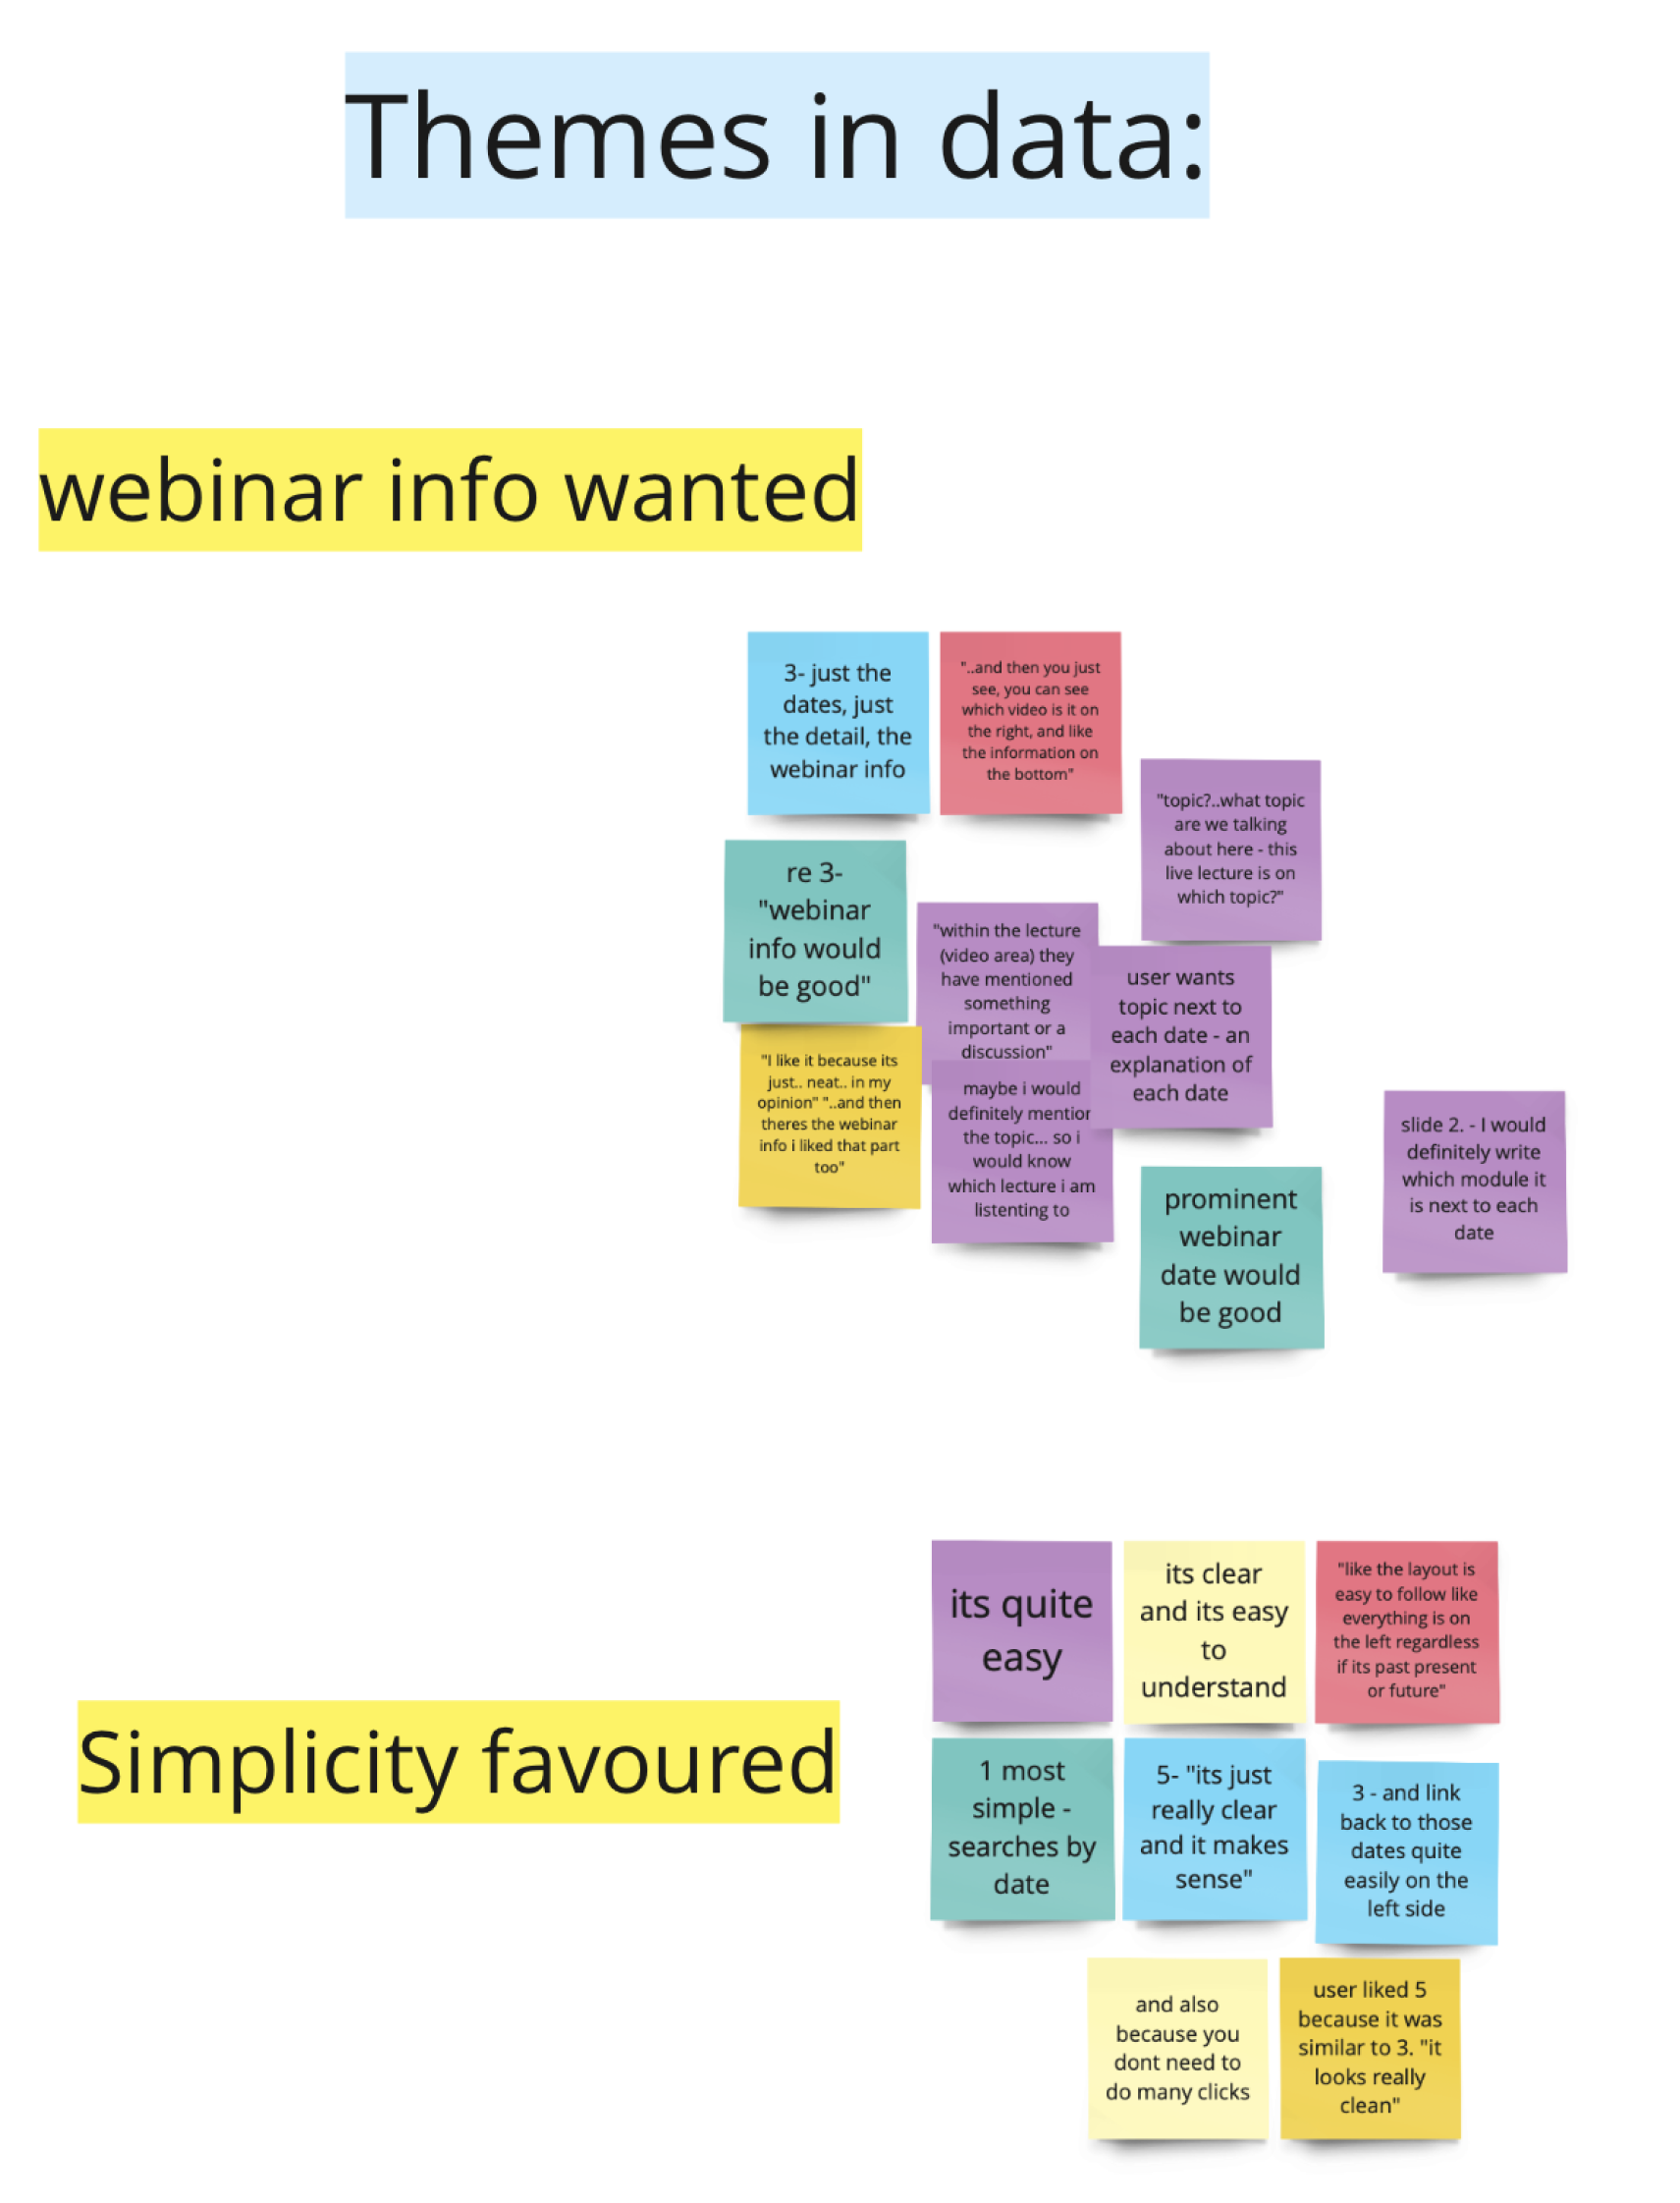 Themes in data:
webinar info wanted
3- just the
dates, just
the detail, the
webinar info
"..and then you just
see, you can see
which video is it on
the right, and like
the information on
the bottom"
"topic?..what topic
are we talking
about here - this
live lecture is on
which topic?"
re 3-
"webinar
info would
be good"
"within the lecture
(video area) they
have mentioned
something
important or a
discussion"
user wants
topic next to
each date - an
explanation of
each date
"I like it because its
just.. neat.. in my
opinion" "..and then
theres the webinar
info i liked that part
too"
maybe i would
definitely mention
the topic... so i
would know
which lecture i am
listenting to
slide 2. - I would
definitely write
which module it
is next to each
date
prominent
webinar
date would
be good
Simplicity favoured
its quite
easy
its clear
and its easy
to
understand
"like the layout is
easy to follow like
everything is on
the left regardless
if its past present
or future"
1 most
simple -
searches by
date
5- "its just
really clear
and it makes
sense"
3 - and link
back to those
dates quite
easily on the
left side
and also
because you
dont need to
do many clicks
user liked 5
because it was
similar to 3. "it
looks really
clean"